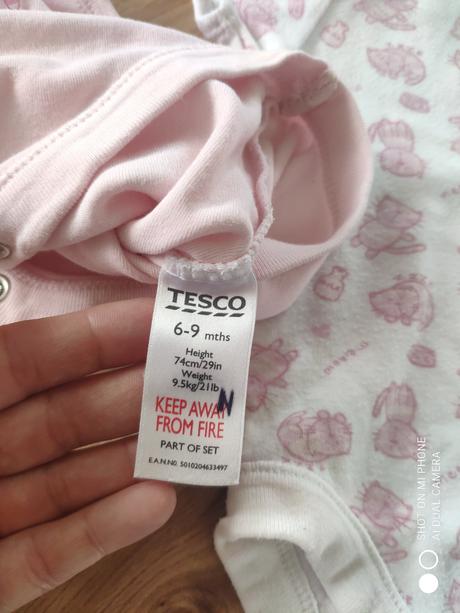 TESCO
6-9 mths
Height
74cm/29in
Weight
9.5kg/21lb
N
KEEP AWAY
FROM FIRE
PART OF SET
E.A.N.NO. 5010204633497
meow
SHOT ON MI PHONE
AI DUAL CAMERA